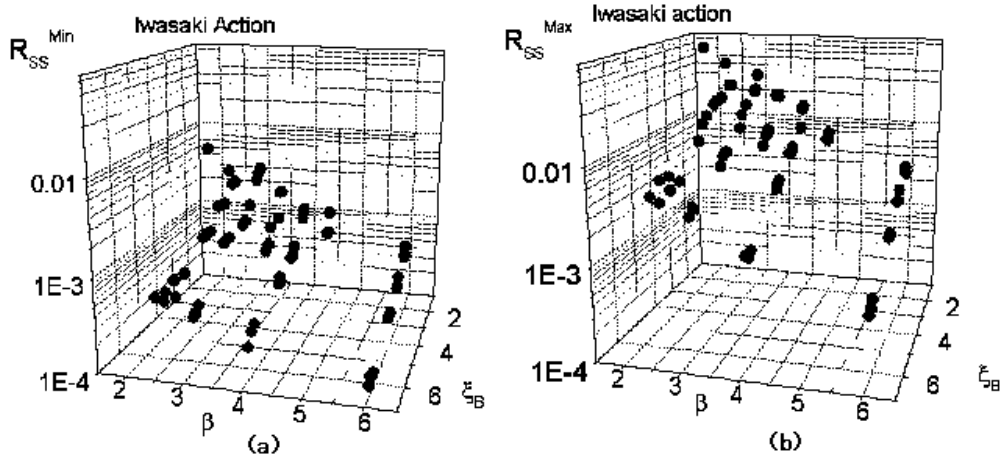 Iwasaki Action
R_SS^Min
0.01
1E-3
1E-4
2
3
4
5
6
β
2
4
6
ξ_B
(a)
Iwasaki action
R_SS^Max
0.01
1E-3
1E-4
2
3
4
5
6
β
2
4
6
ξ_B
(b)